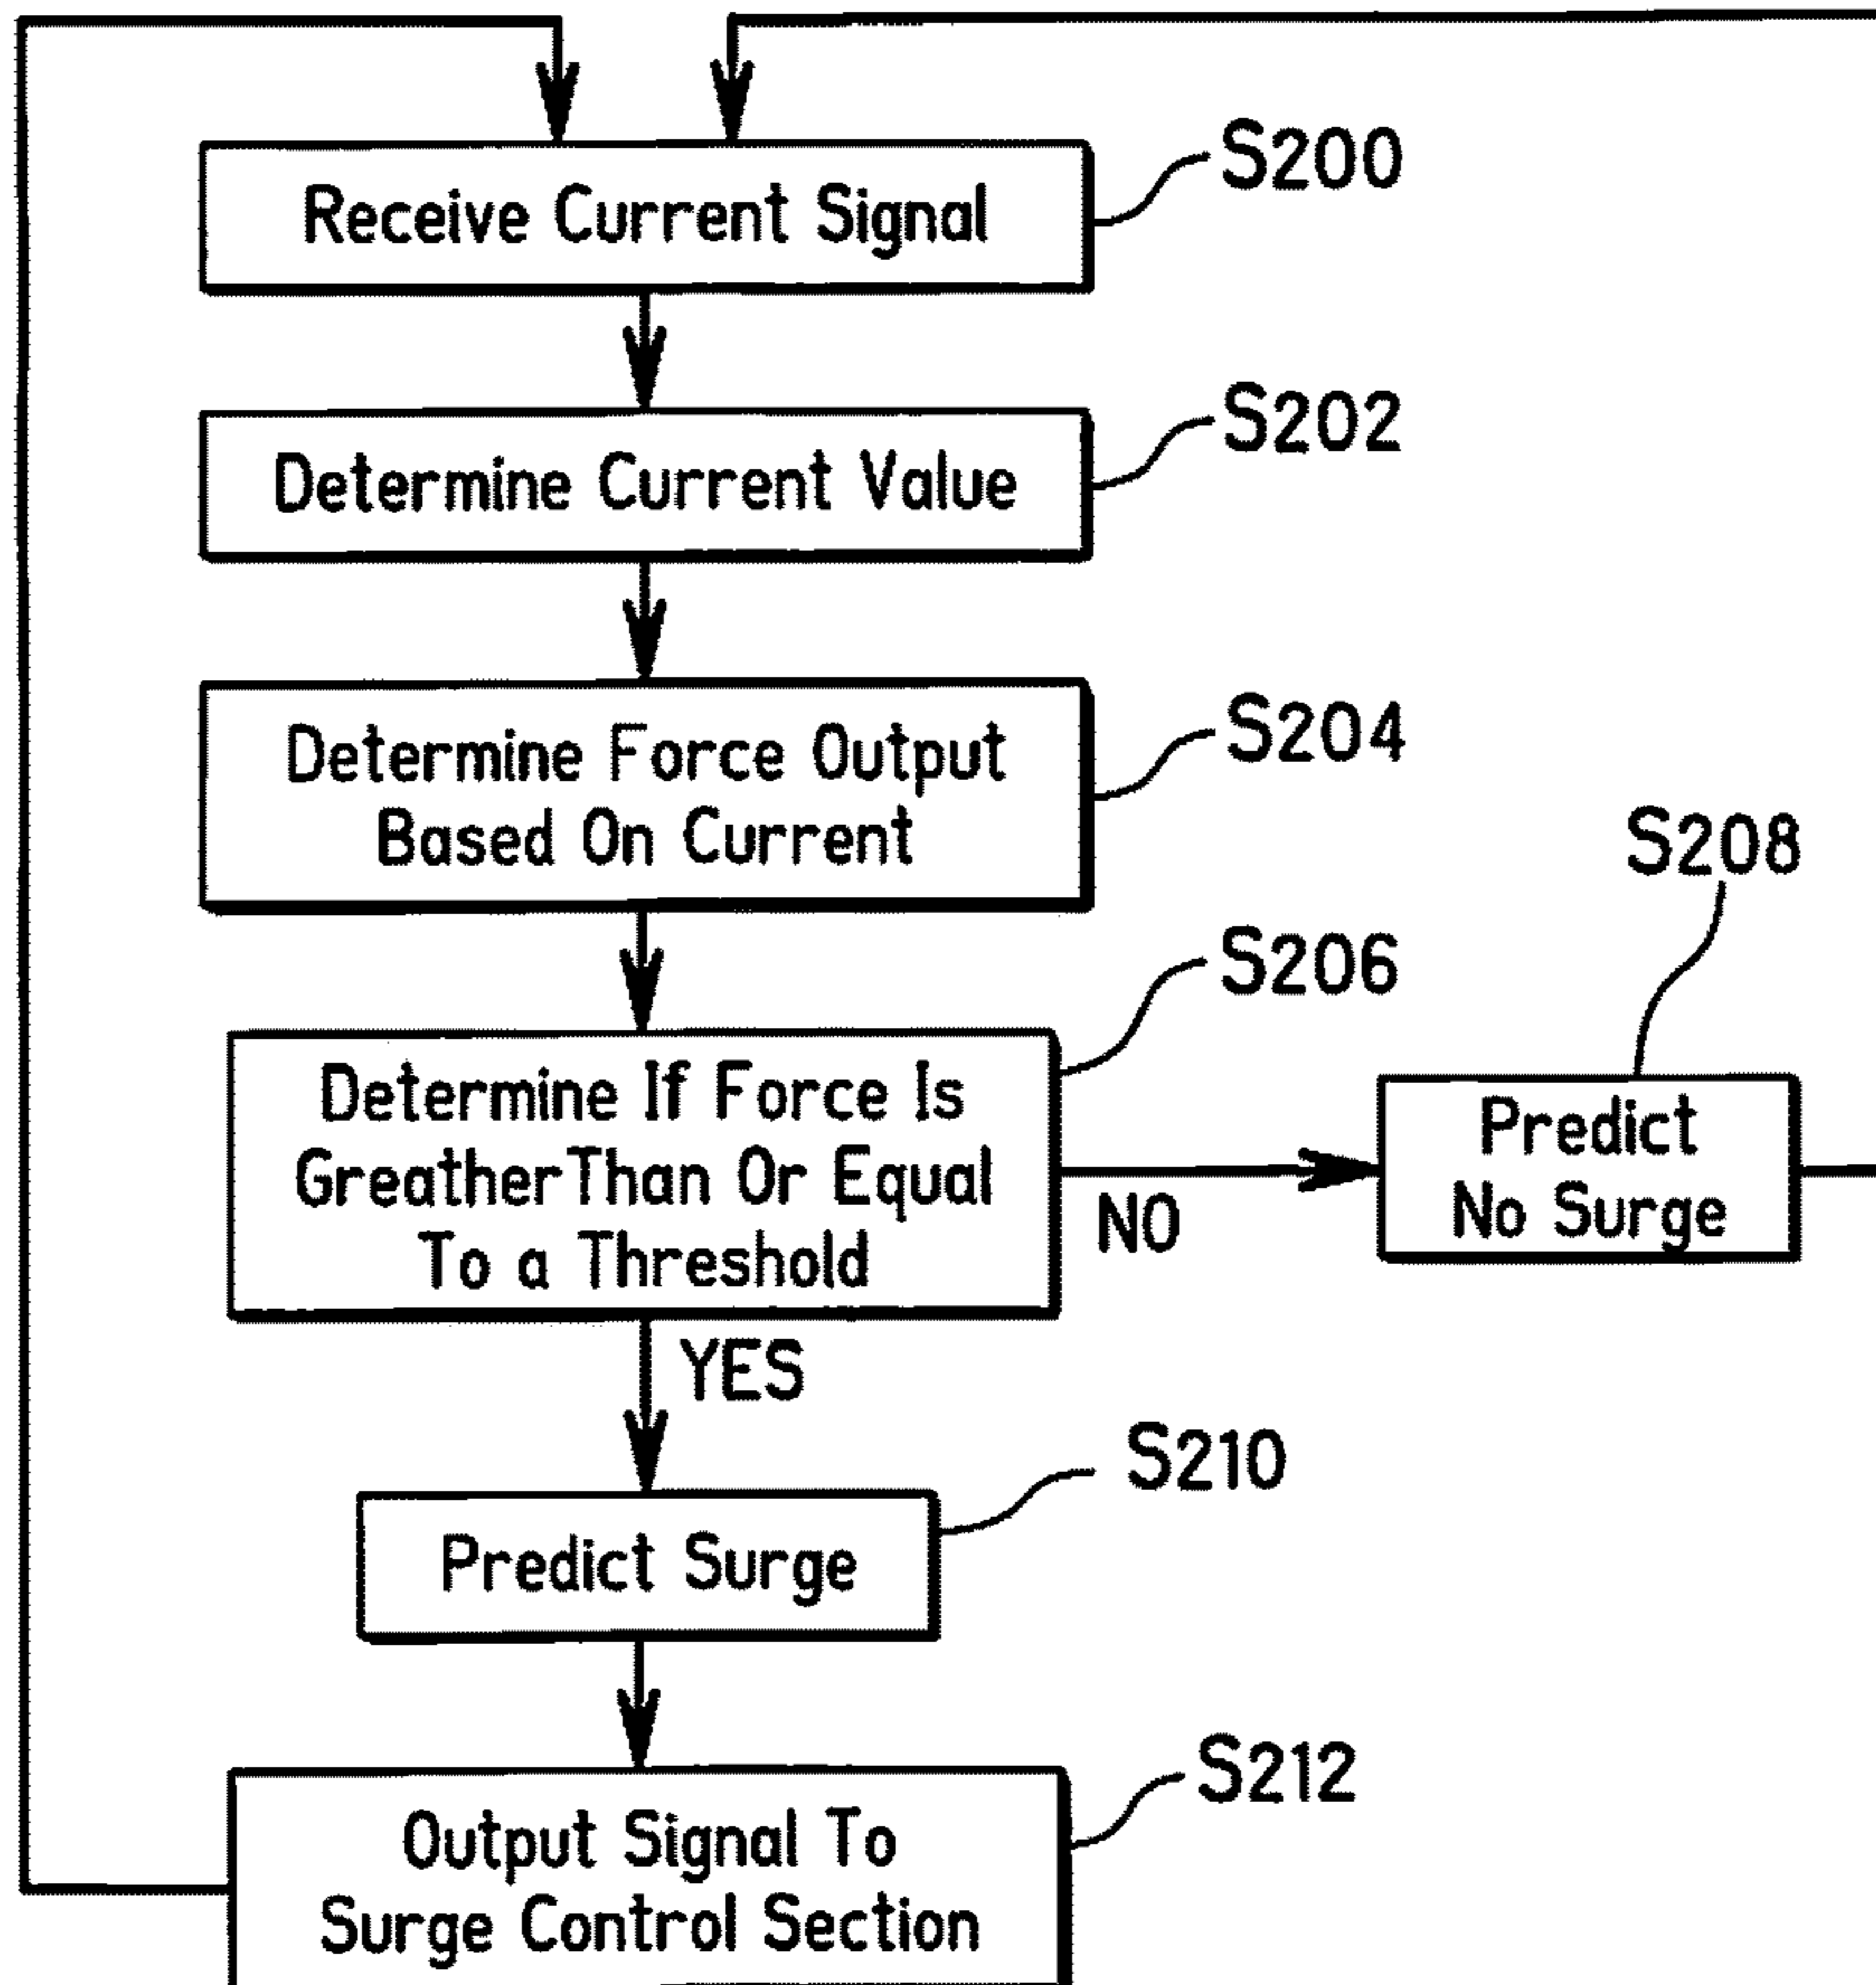 Receive Current Signal
S200
Determine Current Value
S202
Determine Force Output
Based On Current
S204
Determine If Force Is
GreatherThan Or Equal
To a Threshold
S206
NO
S208
Predict
No Surge
YES
Predict Surge
S210
Output Signal To
Surge Control Section
S212